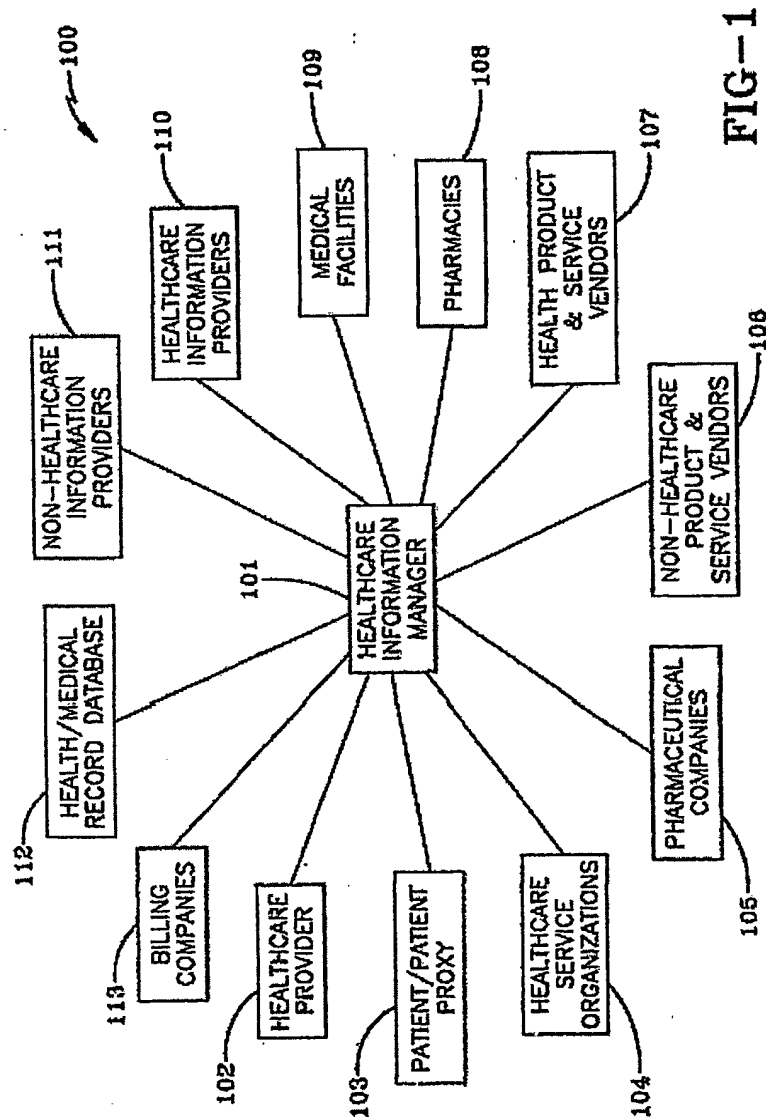 100
112
HEALTH/MEDICAL
RECORD DATABASE
111
NON-HEALTHCARE
INFORMATION
PROVIDERS
113
BILLING
COMPANIES
110
HEALTHCARE
INFORMATION
PROVIDERS
102
HEALTHCARE
PROVIDER
101
HEALTHCARE
INFORMATION
MANAGER
109
MEDICAL
FACILITIES
103
PATIENT/PATIENT
PROXY
108
PHARMACIES
104
HEALTHCARE
SERVICE
ORGANIZATIONS
107
HEALTH PRODUCT
& SERVICE
VENDORS
105
PHARMACEUTICAL
COMPANIES
106
NON-HEALTHCARE
PRODUCT &
SERVICE VENDORS
FIG-1